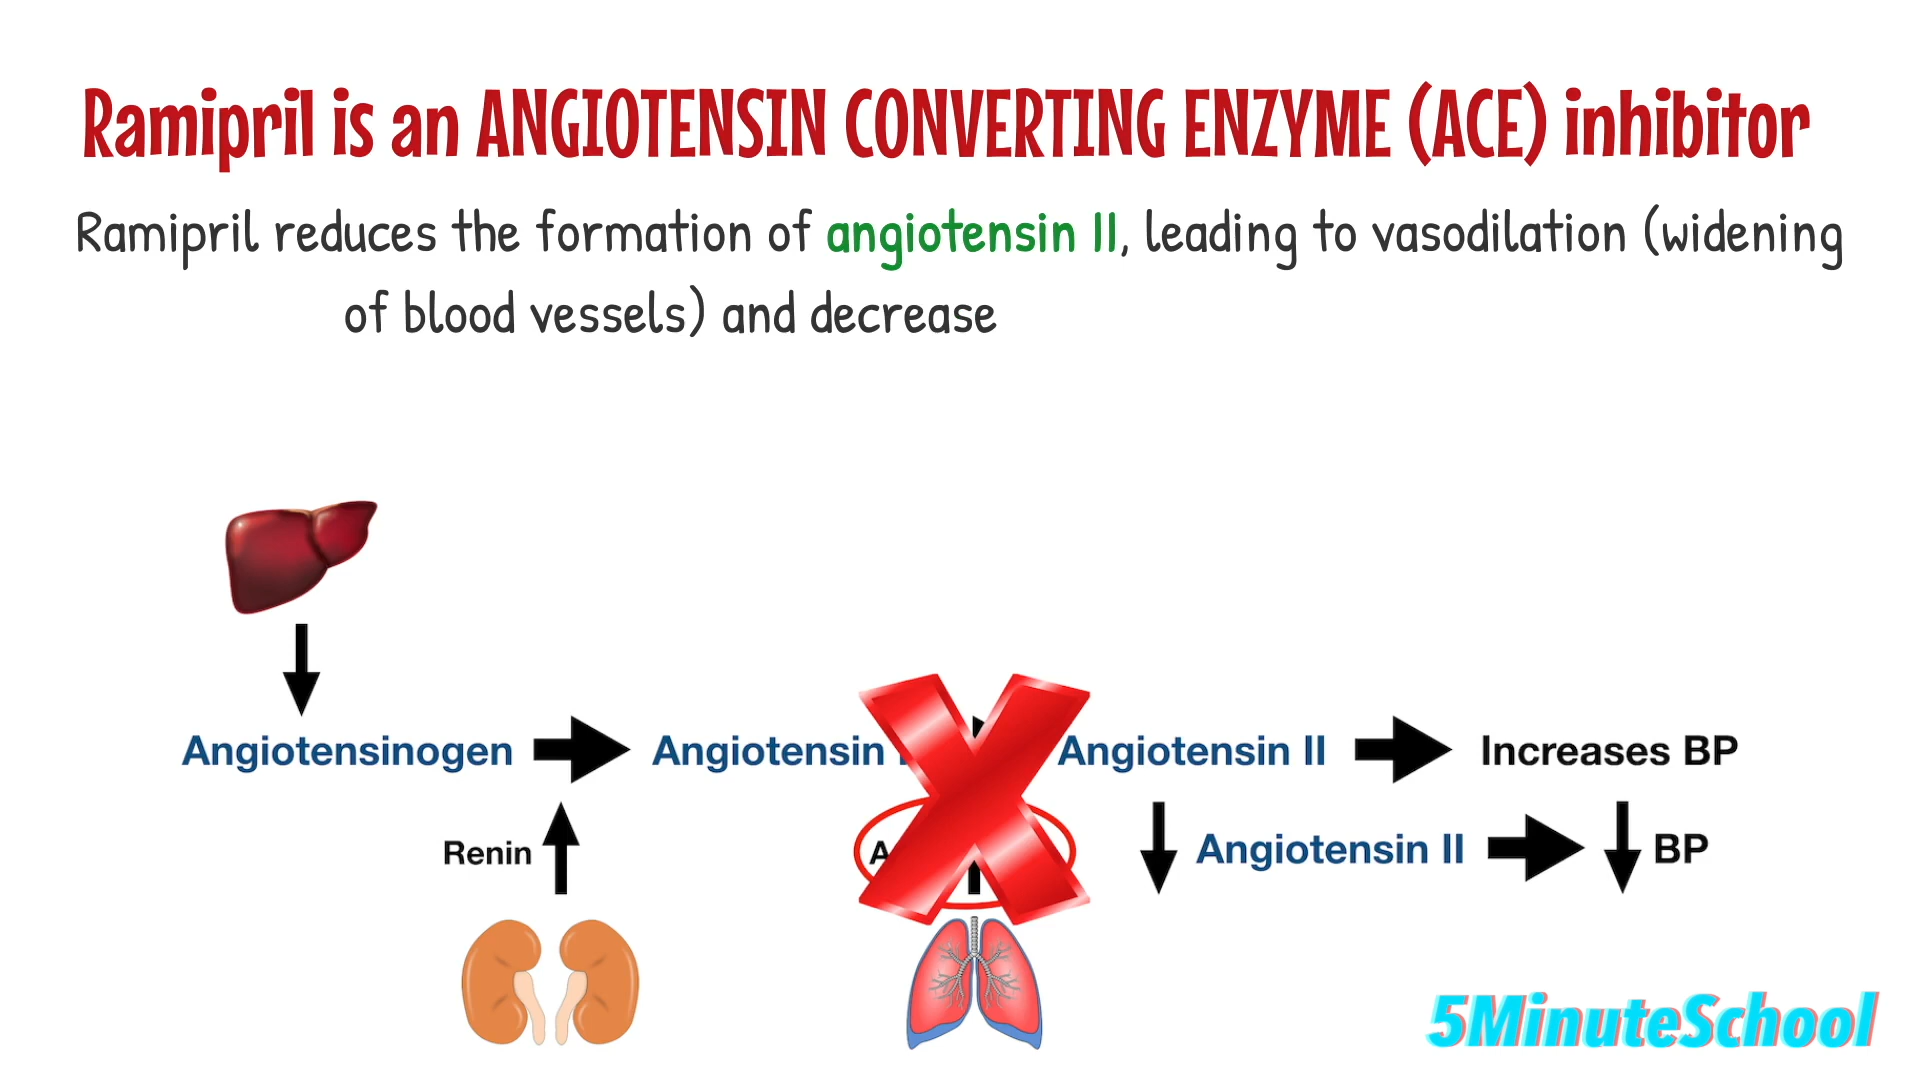 Ramipril is an ANGIOTENSIN CONVERTING ENZYME (ACE) inhibitor
Ramipril reduces the formation of angiotensin II, leading to vasodilation (widening
of blood vessels) and decrease
Angiotensinogen
Angiotensin
Angiotensin II
Increases BP
Renin
Angiotensin II
BP
5MinuteSchool